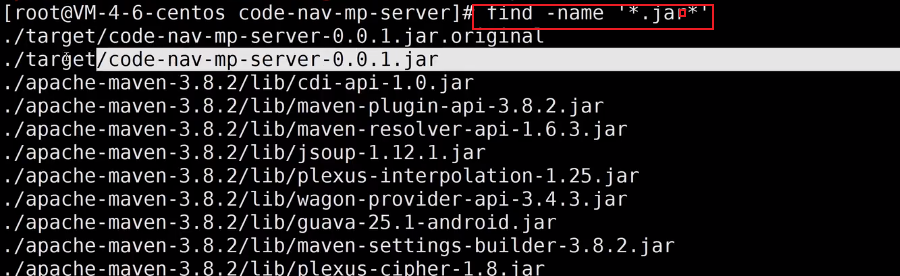 [root@VM-4-6-centos code-nav-mp-server]# find -name '*.jar*'
./target/code-nav-mp-server-0.0.1.jar.original
./target/code-nav-mp-server-0.0.1.jar
./apache-maven-3.8.2/lib/cdi-api-1.0.jar
./apache-maven-3.8.2/lib/maven-plugin-api-3.8.2.jar
./apache-maven-3.8.2/lib/maven-resolver-api-1.6.3.jar
./apache-maven-3.8.2/lib/jsoup-1.12.1.jar
./apache-maven-3.8.2/lib/plexus-interpolation-1.25.jar
./apache-maven-3.8.2/lib/wagon-provider-api-3.4.3.jar
./apache-maven-3.8.2/lib/guava-25.1-android.jar
./apache-maven-3.8.2/lib/maven-settings-builder-3.8.2.jar
./apache-maven-3.8.2/lib/plexus-cipher-1.8.jar